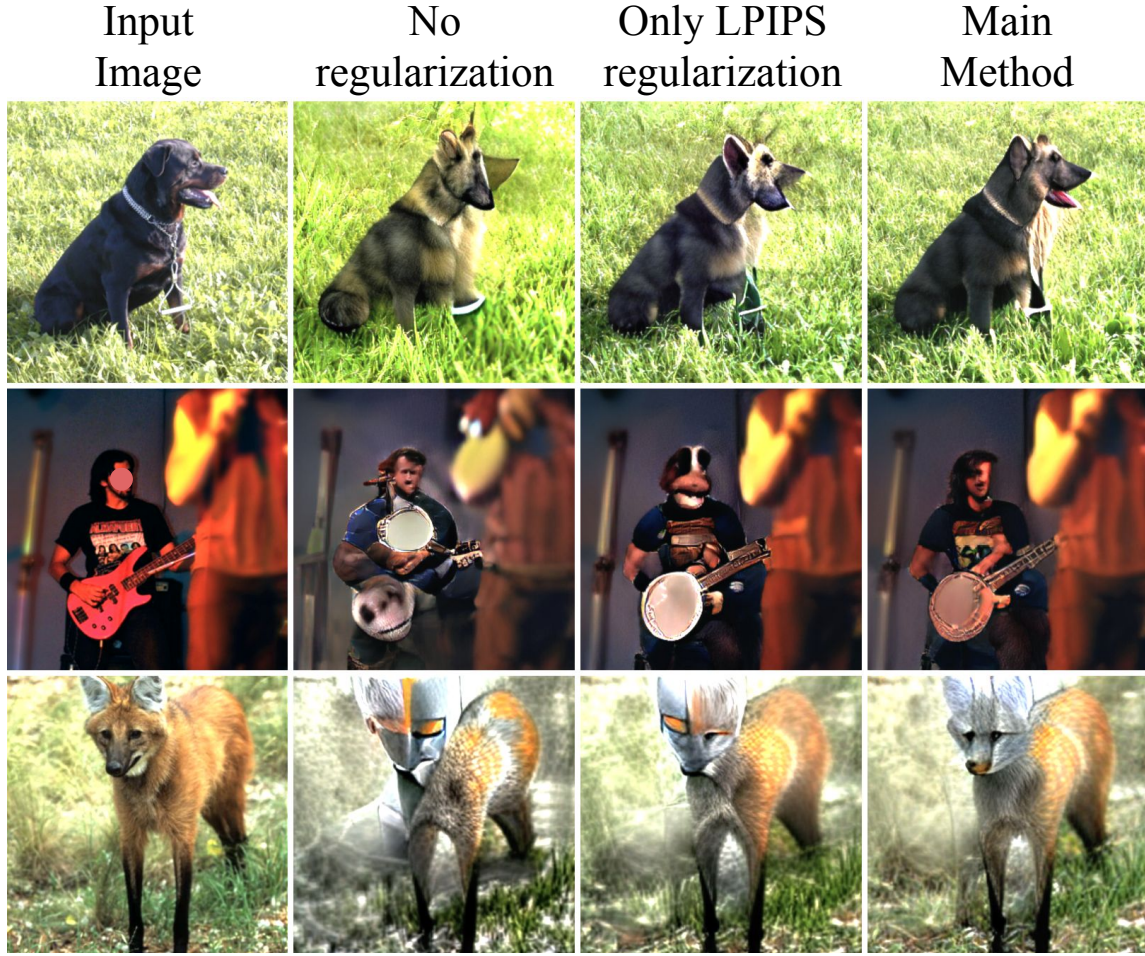 Input
Image
No
regularization
Only LPIPS
regularization
Main
Method